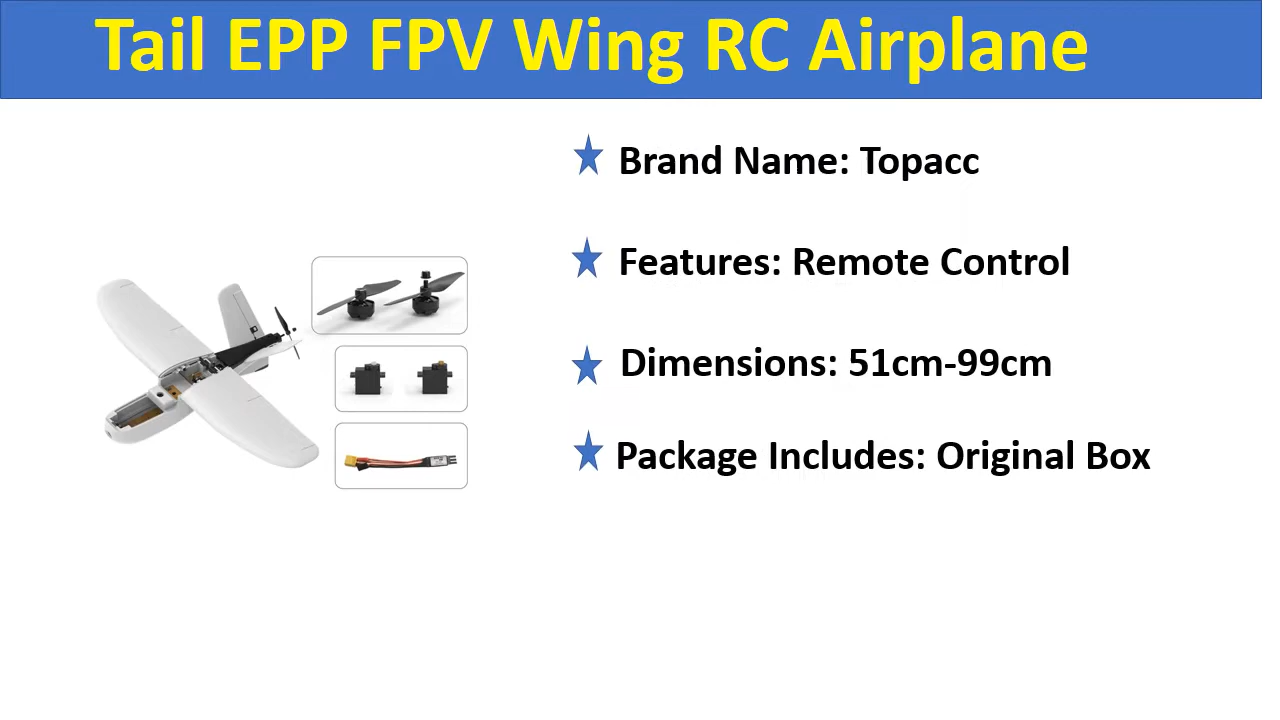 Tail EPP FPV Wing RC Airplane
Brand Name: Topacc
Features: Remote Control
Dimensions: 51cm-99cm
Package Includes: Original Box